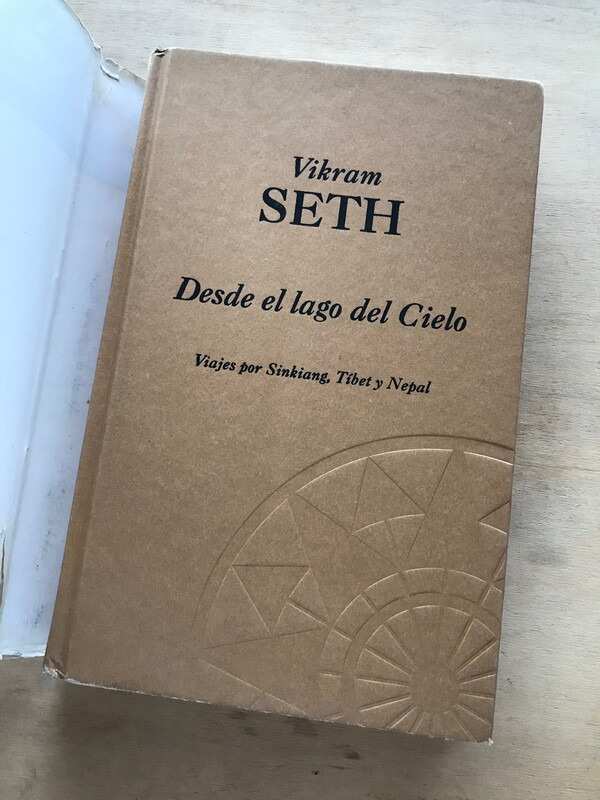 Vikram
SETH
Desde el lago del Cielo
Viajes por Sinkiang, Tíbet y Nepal